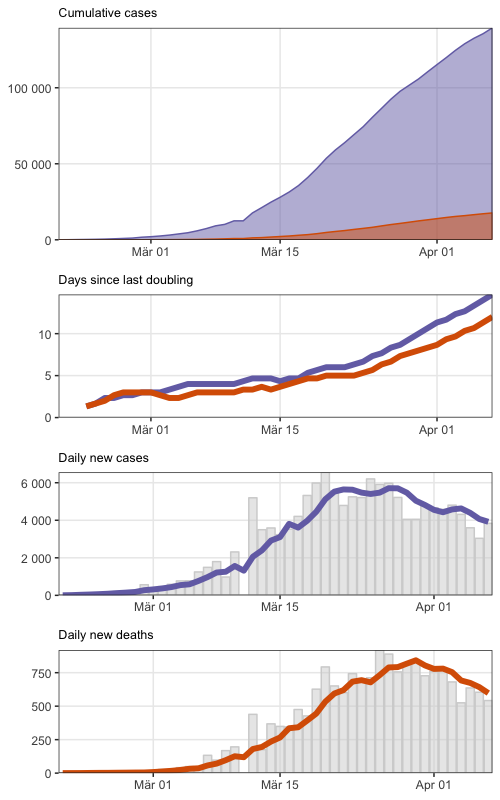 Cumulative cases
100 000
50 000
0
Mär 01 Mär 15 Apr 01
Days since last doubling
10
5
0
Mär 01 Mär 15 Apr 01
Daily new cases
6 000
4 000
2 000
0
Mär 01 Mär 15 Apr 01
Daily new deaths
750
500
250
0
Mär 01 Mär 15 Apr 01